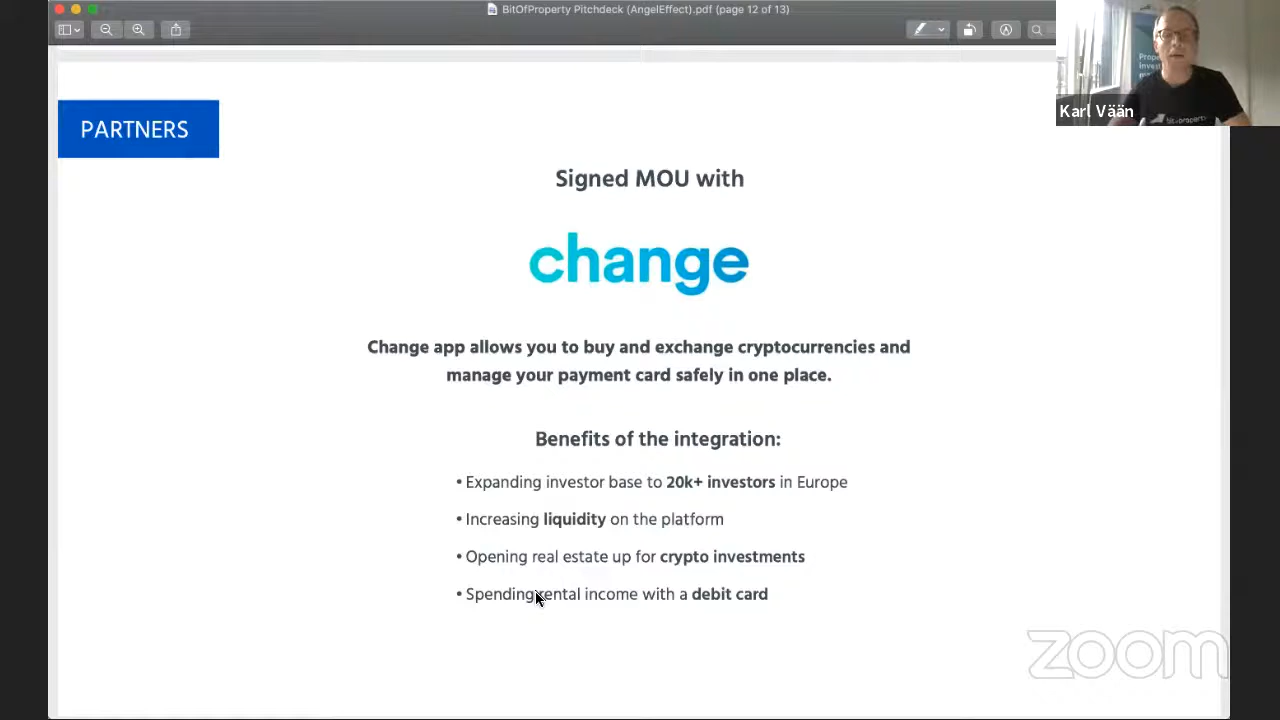 BitOfProperty Pitchdeck (AngelEffect).pdf (page 12 of 13)
Karl Vään
PARTNERS
Signed MOU with
change
Change app allows you to buy and exchange cryptocurrencies and
manage your payment card safely in one place.
Benefits of the integration:
• Expanding investor base to 20k+ investors in Europe
• Increasing liquidity on the platform
• Opening real estate up for crypto investments
• Spending rental income with a debit card
zoom